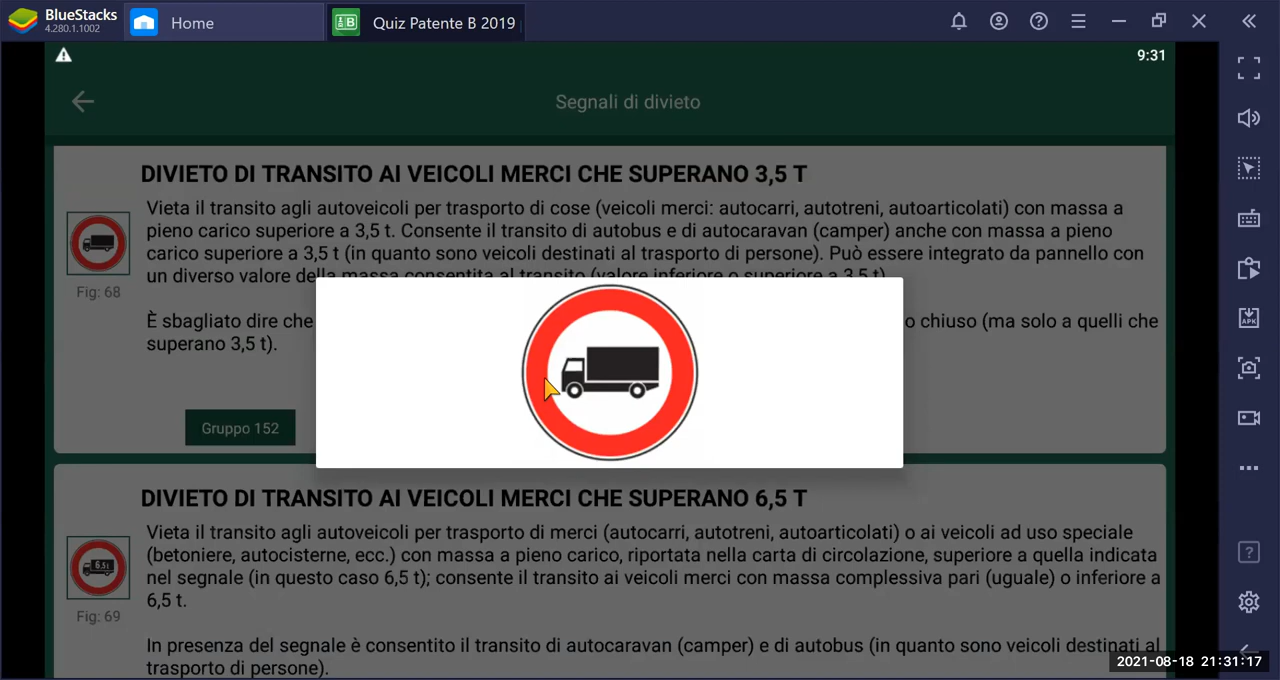 BlueStacks
4.280.1.1002
Home
Quiz Patente B 2019
9:31
Segnali di divieto
DIVIETO DI TRANSITO AI VEICOLI MERCI CHE SUPERANO 3,5 T
Vieta il transito agli autoveicoli per trasporto di cose (veicoli merci: autocarri, autotreni, autoarticolati) con massa a
pieno carico superiore a 3,5 t. Consente il transito di autobus e di autocaravan (camper) anche con massa a pieno
carico superiore a 3,5 t (in quanto sono veicoli destinati al trasporto di persone). Può essere integrato da pannello con
un diverso valore della massa consentita al transito (valore inferiore o superiore a 3,5 t).
Fig: 68
È sbagliato dire che
o chiuso (ma solo a quelli che
superano 3,5 t).
Gruppo 152
DIVIETO DI TRANSITO AI VEICOLI MERCI CHE SUPERANO 6,5 T
Vieta il transito agli autoveicoli per trasporto di merci (autocarri, autotreni, autoarticolati) o ai veicoli ad uso speciale
(betoniere, autocisterne, ecc.) con massa a pieno carico, riportata nella carta di circolazione, superiore a quella indicata
nel segnale (in questo caso 6,5 t); consente il transito ai veicoli merci con massa complessiva pari (uguale) o inferiore a
6,5 t.
6,5t
Fig: 69
In presenza del segnale è consentito il transito di autocaravan (camper) e di autobus (in quanto sono veicoli destinati al
trasporto di persone).
APK
2021-08-18 21:31:17